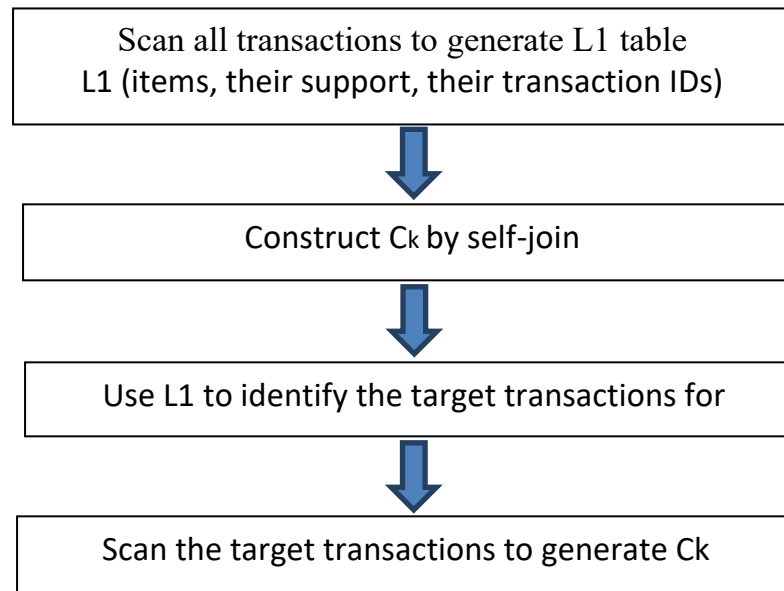 Scan all transactions to generate L1 table
L1 (items, their support, their transaction IDs)
Construct Ck by self-join
Use L1 to identify the target transactions for
Scan the target transactions to generate Ck